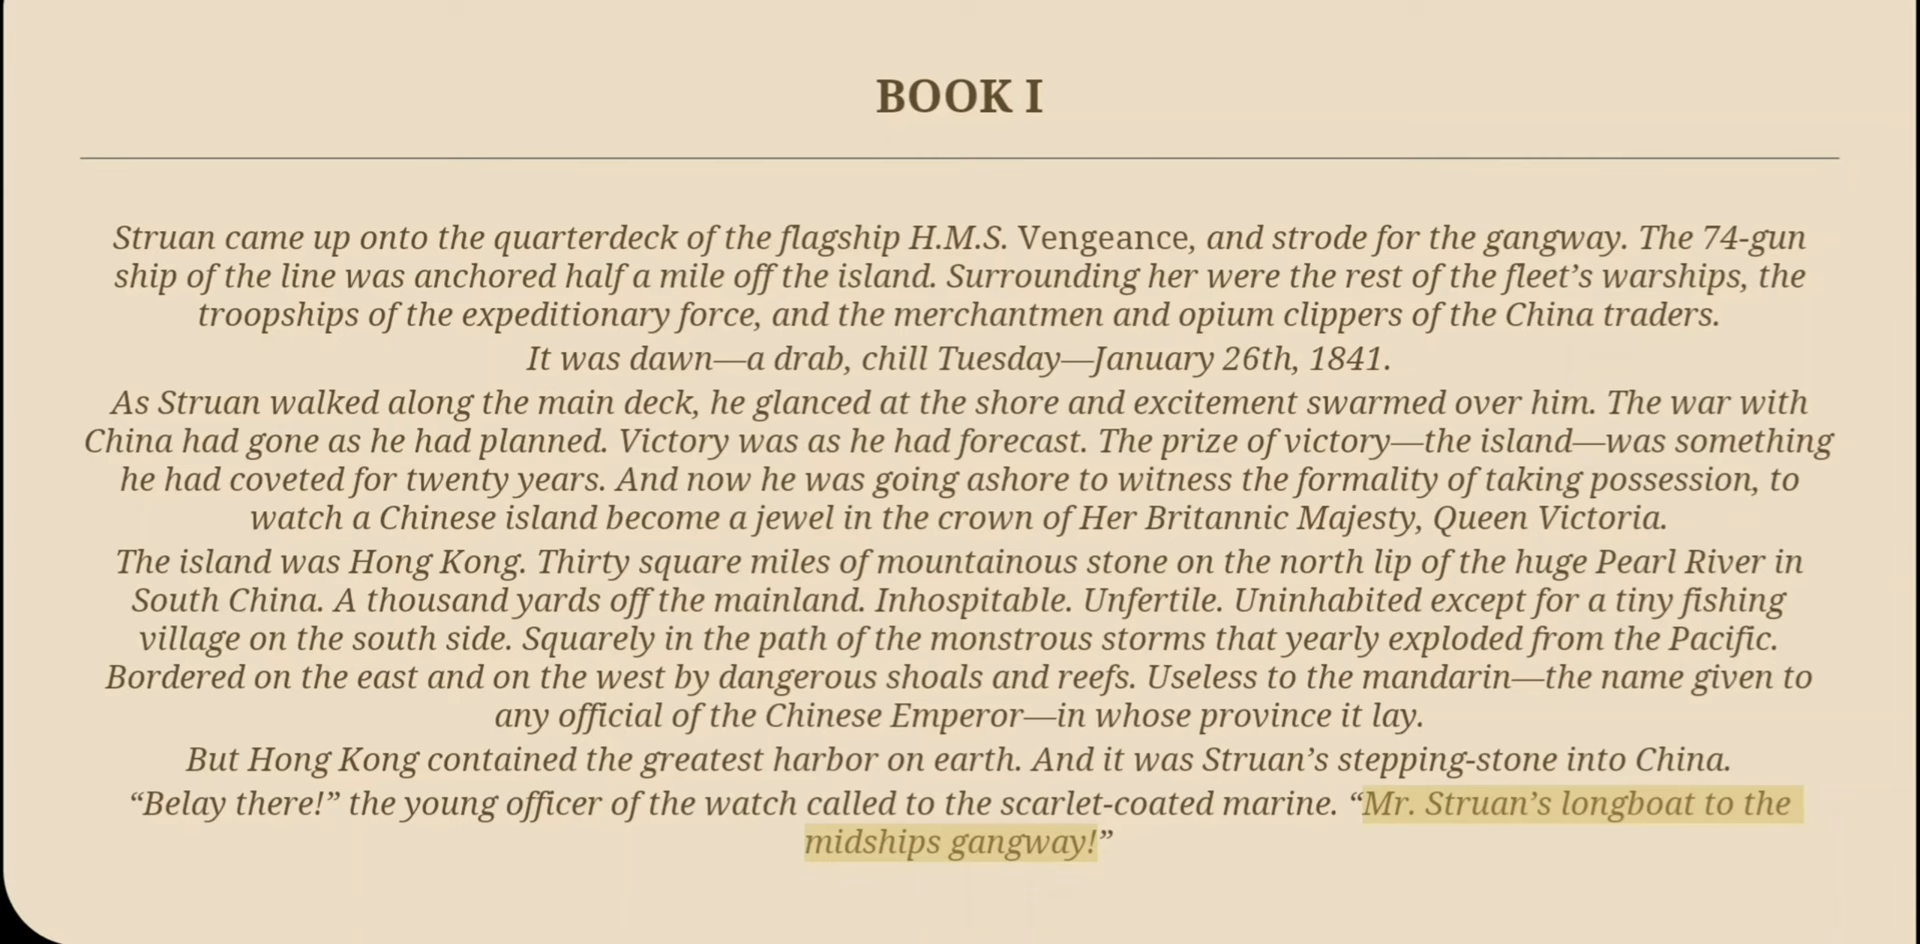 BOOK I
Struan came up onto the quarterdeck of the flagship H.M.S. Vengeance, and strode for the gangway. The 74-gun
ship of the line was anchored half a mile off the island. Surrounding her were the rest of the fleet’s warships, the
troopships of the expeditionary force, and the merchantmen and opium clippers of the China traders.
It was dawn—a drab, chill Tuesday—January 26th, 1841.
As Struan walked along the main deck, he glanced at the shore and excitement swarmed over him. The war with
China had gone as he had planned. Victory was as he had forecast. The prize of victory—the island—was something
he had coveted for twenty years. And now he was going ashore to witness the formality of taking possession, to
watch a Chinese island become a jewel in the crown of Her Britannic Majesty, Queen Victoria.
The island was Hong Kong. Thirty square miles of mountainous stone on the north lip of the huge Pearl River in
South China. A thousand yards off the mainland. Inhospitable. Unfertile. Uninhabited except for a tiny fishing
village on the south side. Squarely in the path of the monstrous storms that yearly exploded from the Pacific.
Bordered on the east and on the west by dangerous shoals and reefs. Useless to the mandarin—the name given to
any official of the Chinese Emperor—in whose province it lay.
But Hong Kong contained the greatest harbor on earth. And it was Struan’s stepping-stone into China.
“Belay there!” the young officer of the watch called to the scarlet-coated marine. “Mr. Struan’s longboat to the
midships gangway!”